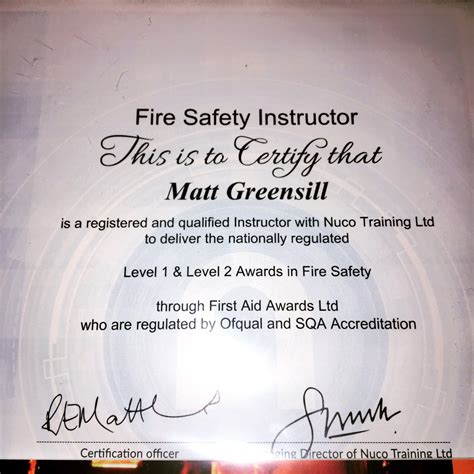 Fire Safety Instructor
This is to Certify that
Matt Greensill
is a registered and qualified Instructor with Nuco Training Ltd
to deliver the nationally regulated
Level 1 & Level 2 Awards in Fire Safety
through First Aid Awards Ltd
who are regulated by Ofqual and SQA Accreditation
Certification officer
ging Director of Nuco Training Ltd